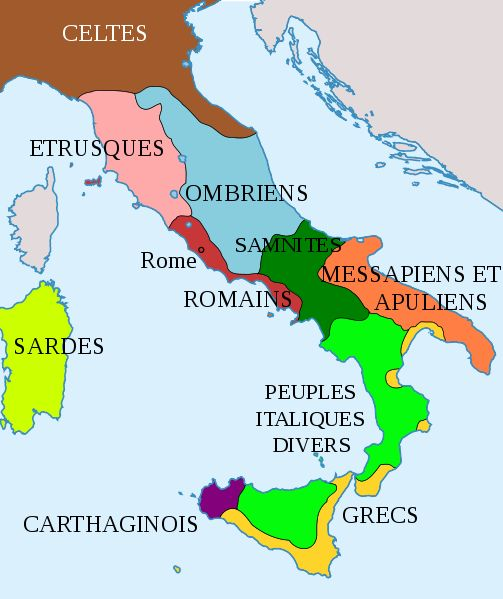 CELTES
ETRUSQUES
OMBRIENS
SAMNITES
Rome
MESSAPIENS ET
APULIENS
ROMAINS
SARDES
PEUPLES
ITALIQUES
DIVERS
CARTHAGINOIS
GRECS